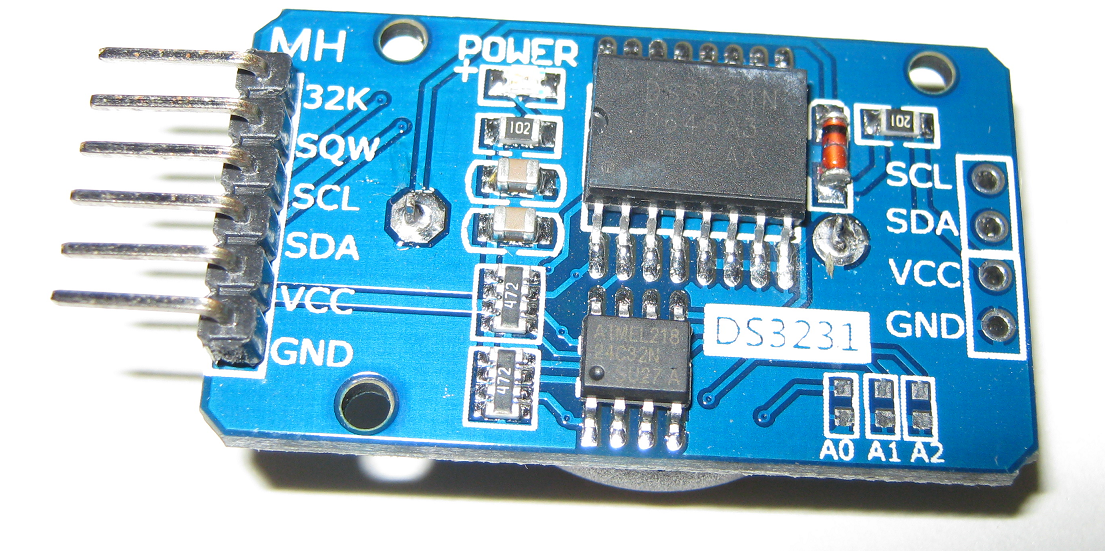 MH
32K
SQW
SCL
SDA
VCC
GND
POWER
+
102
472
472
DS3231N
ATMEL218
24C32N
SU27 A
DS3231
201
SCL
SDA
VCC
GND
A0 A1 A2